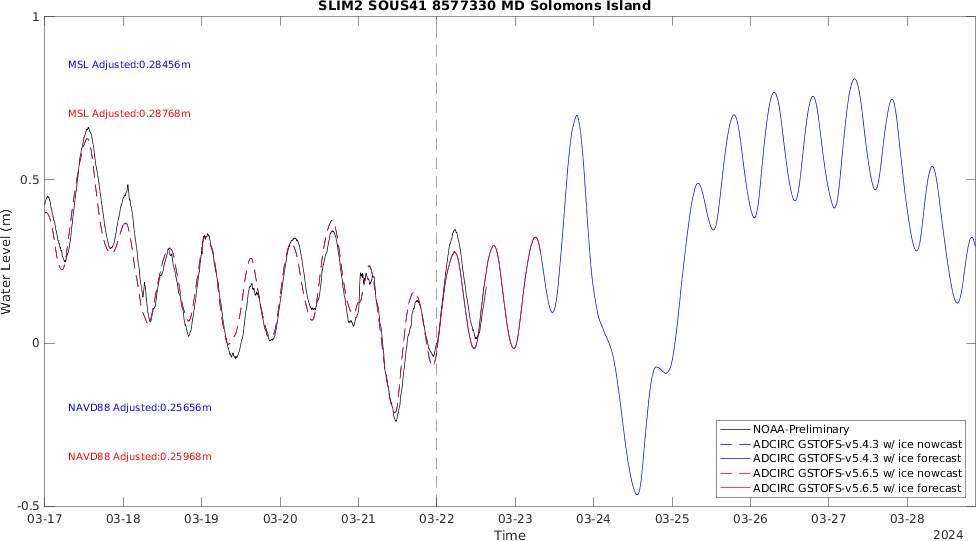 SLIM2 SOUS41 8577330 MD Solomons Island
1
MSL Adjusted:0.28456m
MSL Adjusted:0.28768m
0.5
Water Level (m)
0
NAVD88 Adjusted:0.25656m
NAVD88 Adjusted:0.25968m
NOAA-Preliminary
ADCIRC GSTOFS-v5.4.3 w/ ice nowcast
ADCIRC GSTOFS-v5.4.3 w/ ice forecast
ADCIRC GSTOFS-v5.6.5 w/ ice nowcast
ADCIRC GSTOFS-v5.6.5 w/ ice forecast
-0.5
03-17 03-18 03-19 03-20 03-21 03-22 03-23 03-24 03-25 03-26 03-27 03-28
Time
2024